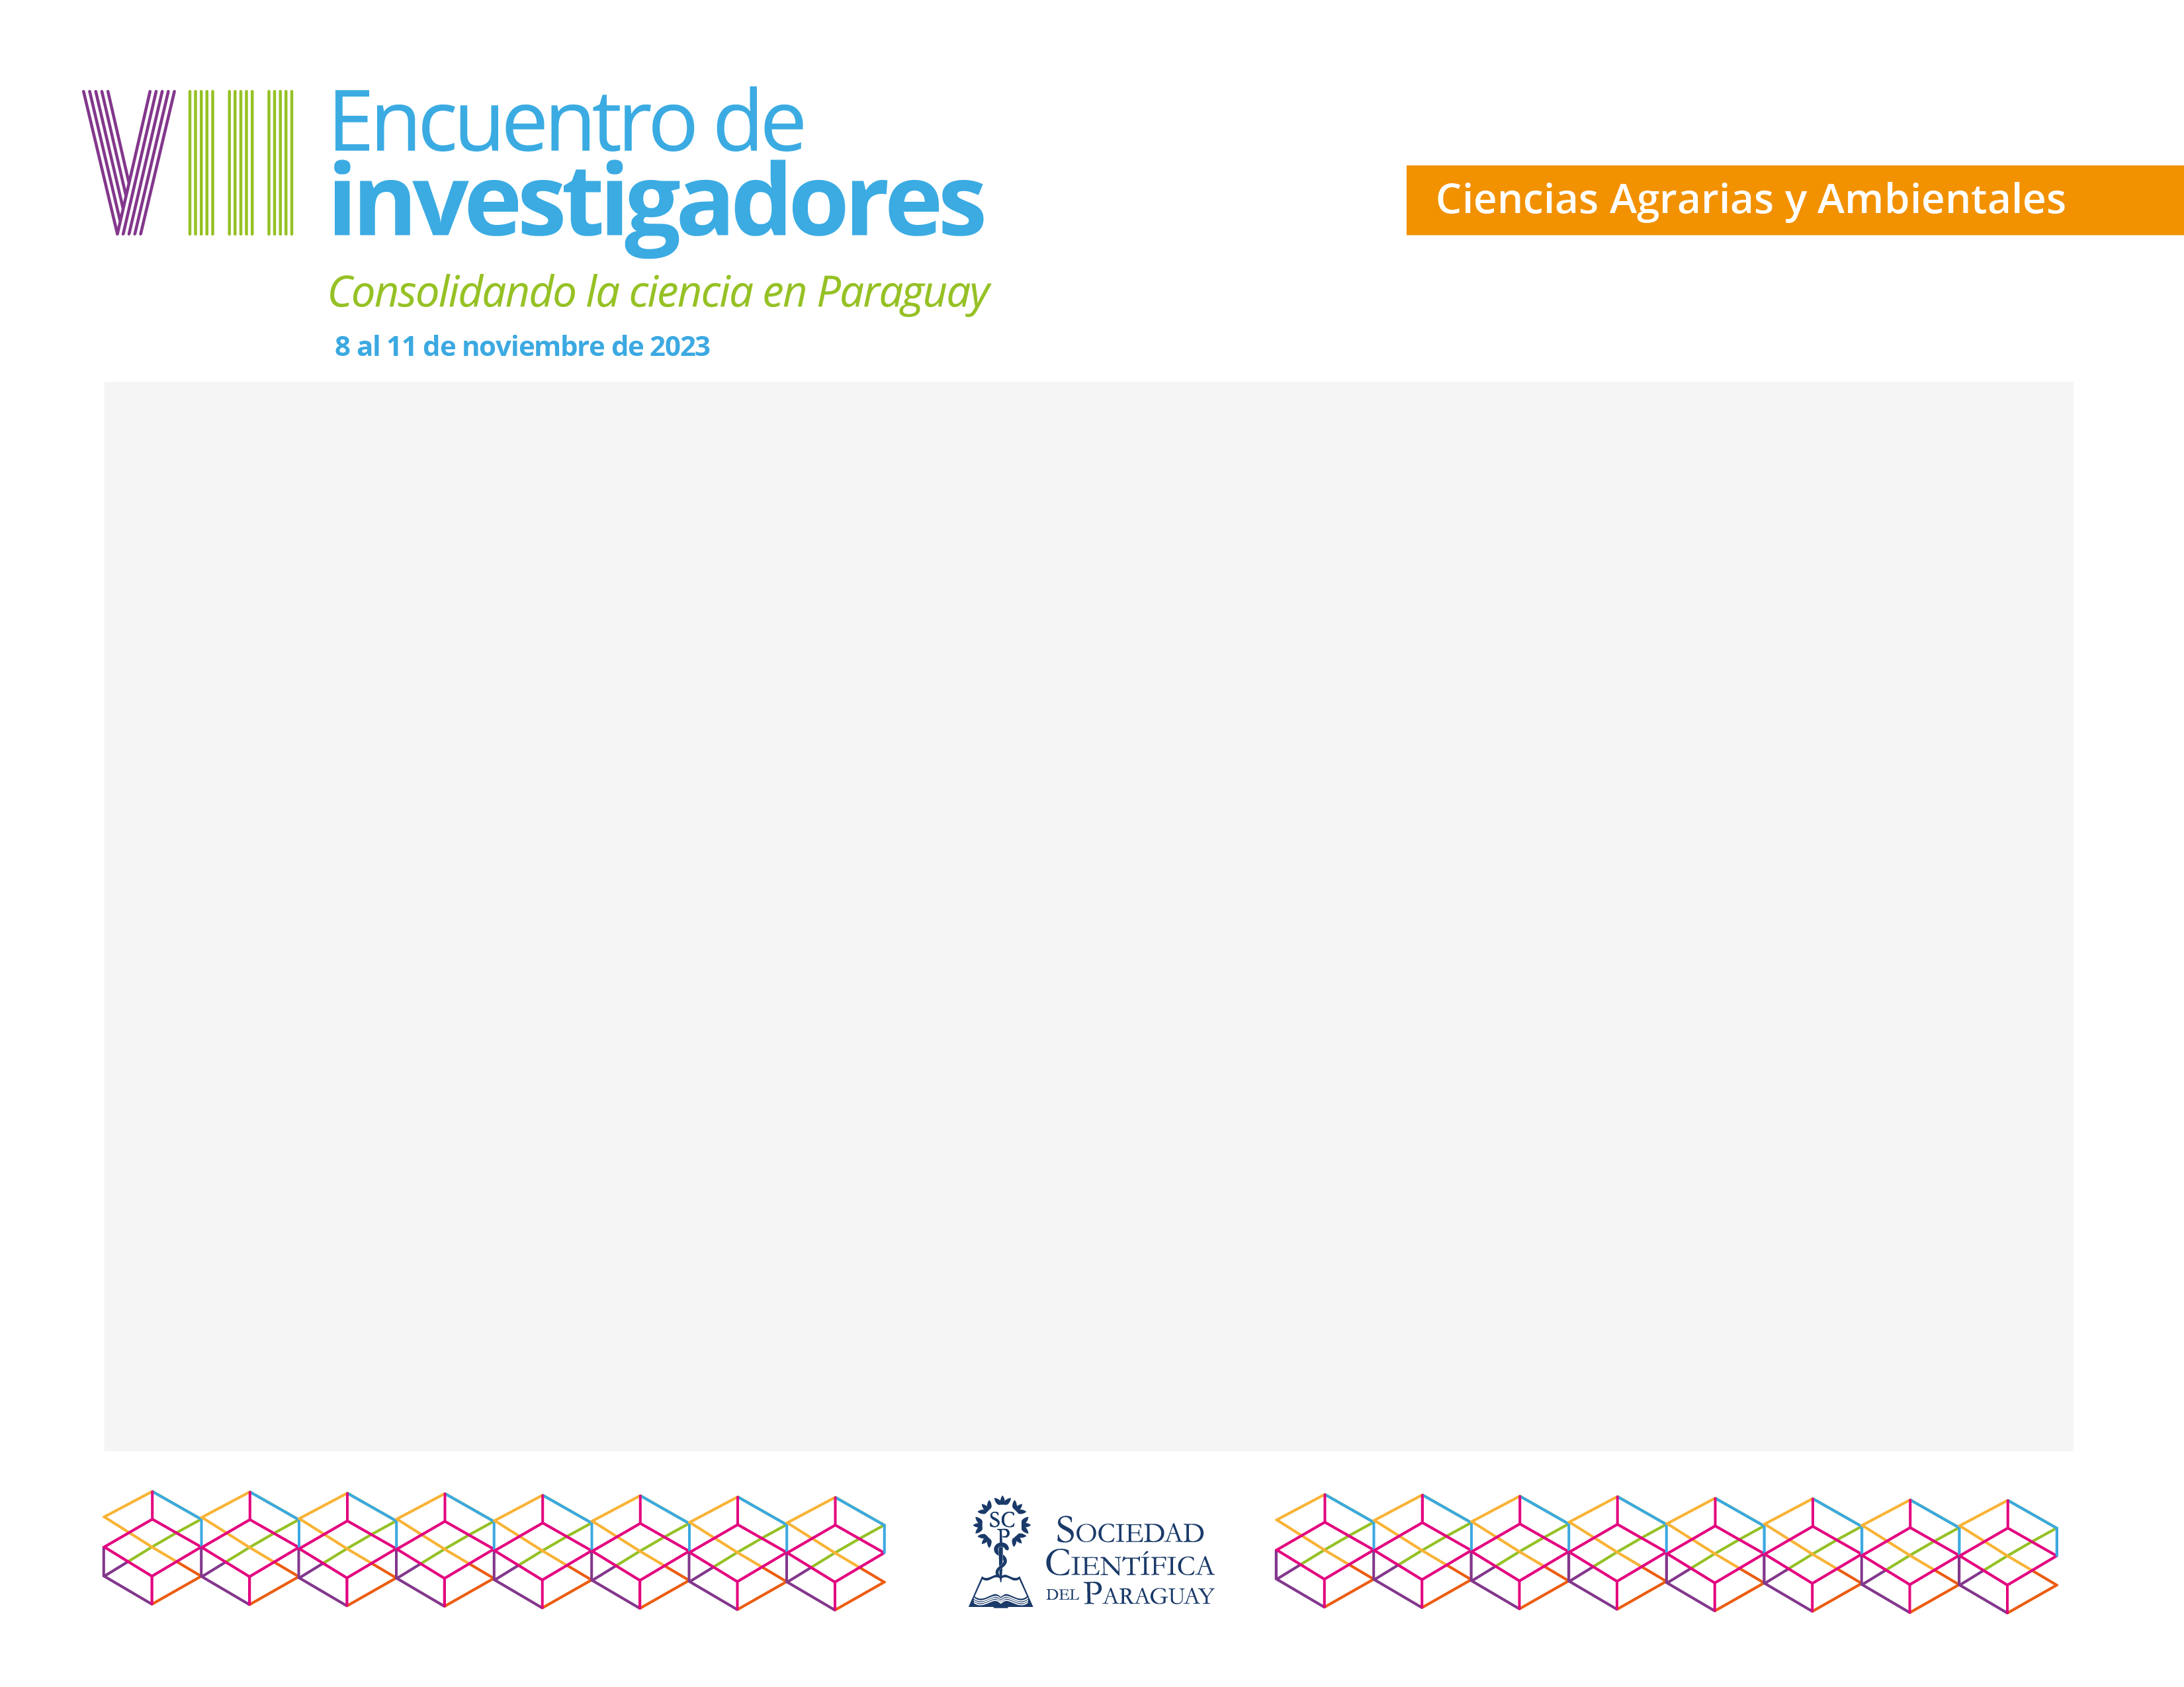 VIII
Encuentro de
investigadores
Consolidando la ciencia en Paraguay
8 al 11 de noviembre de 2023
Ciencias Agrarias y Ambientales
SC
P
SOCIEDAD
CIENTÍFICA
DEL PARAGUAY